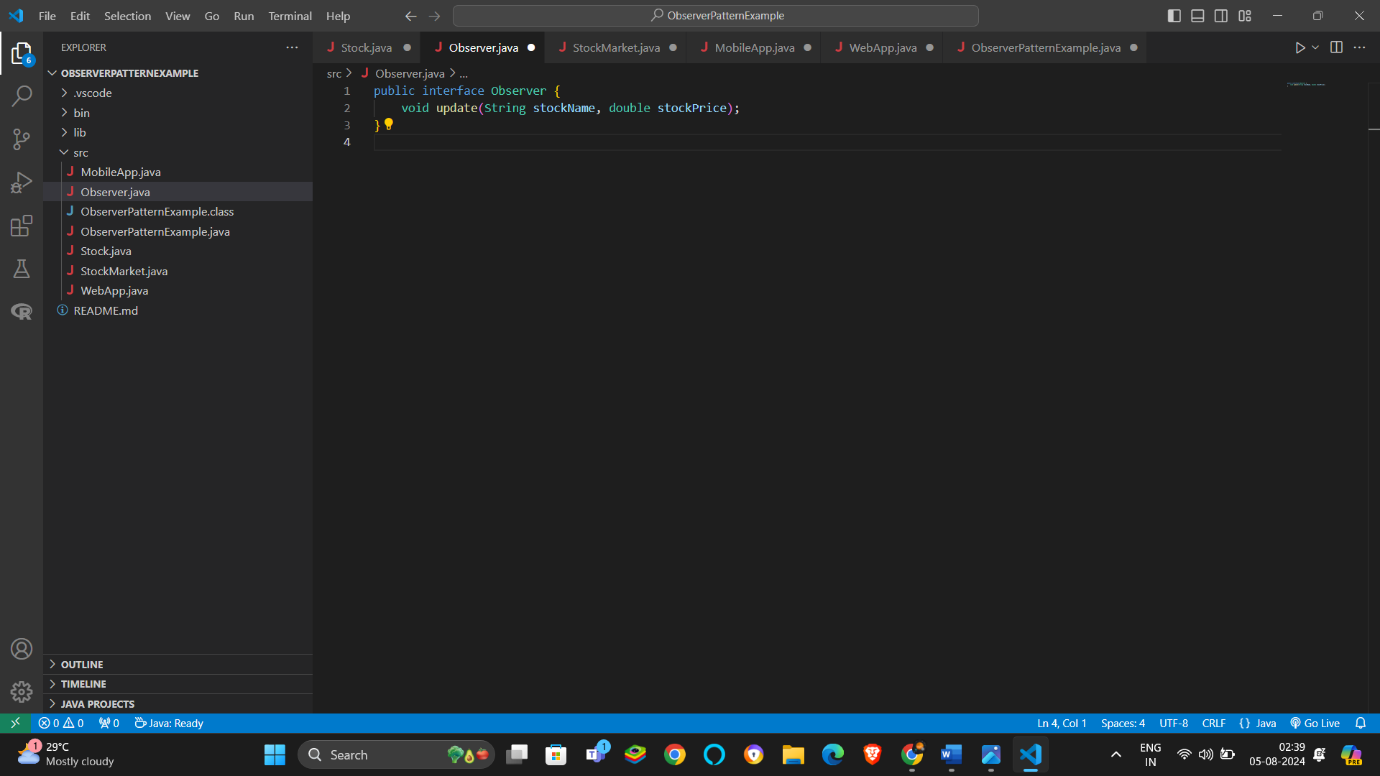 File Edit Selection View Go Run Terminal Help
ObserverPatternExample
EXPLORER
Stock.java
Observer.java
StockMarket.java
MobileApp.java
WebApp.java
ObserverPatternExample.java
6
OBSERVERPATTERNEXAMPLE
.vscode
bin
lib
src
MobileApp.java
Observer.java
ObserverPatternExample.class
ObserverPatternExample.java
Stock.java
StockMarket.java
WebApp.java
README.md
src > Observer.java > ...
1 public interface Observer {
2 void update(String stockName, double stockPrice);
3 }
4
OUTLINE
TIMELINE
JAVA PROJECTS
0 0 0 Java: Ready
Ln 4, Col 1 Spaces: 4 UTF-8 CRLF {} Java Go Live
1
29°C
Mostly cloudy
Search
1
ENG
IN
02:39
05-08-2024
PRE